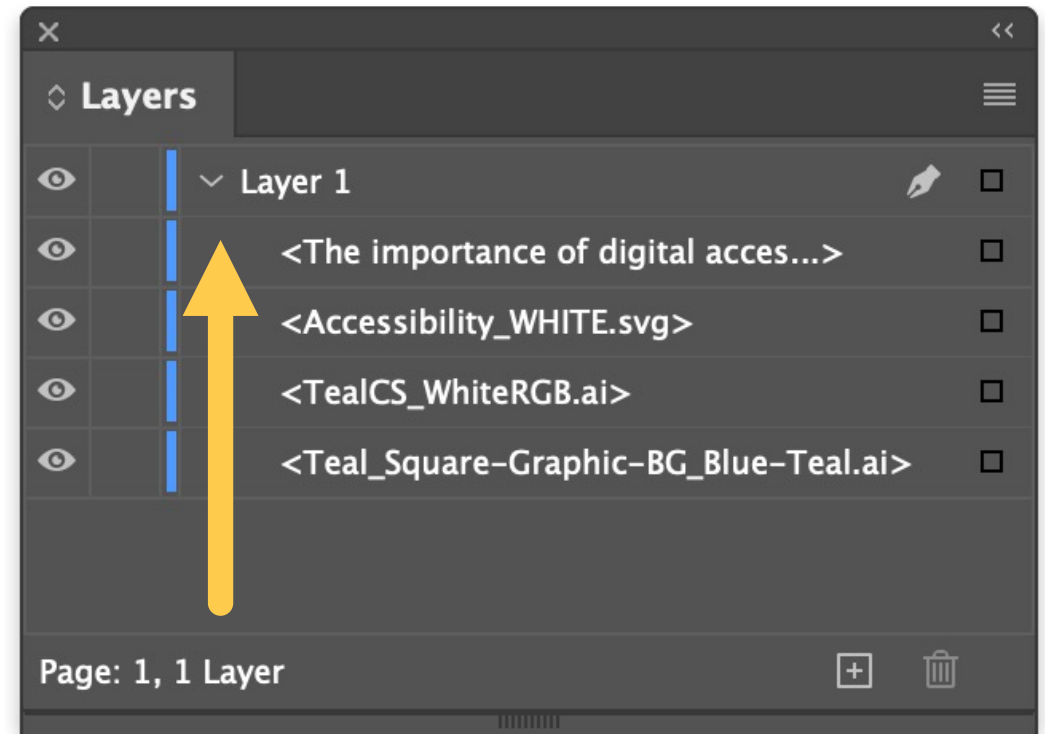 Layers
Layer 1
<The importance of digital acces...>
<Accessibility_WHITE.svg>
<TealCS_WhiteRGB.ai>
<Teal_Square-Graphic-BG_Blue-Teal.ai>
Page: 1, 1 Layer